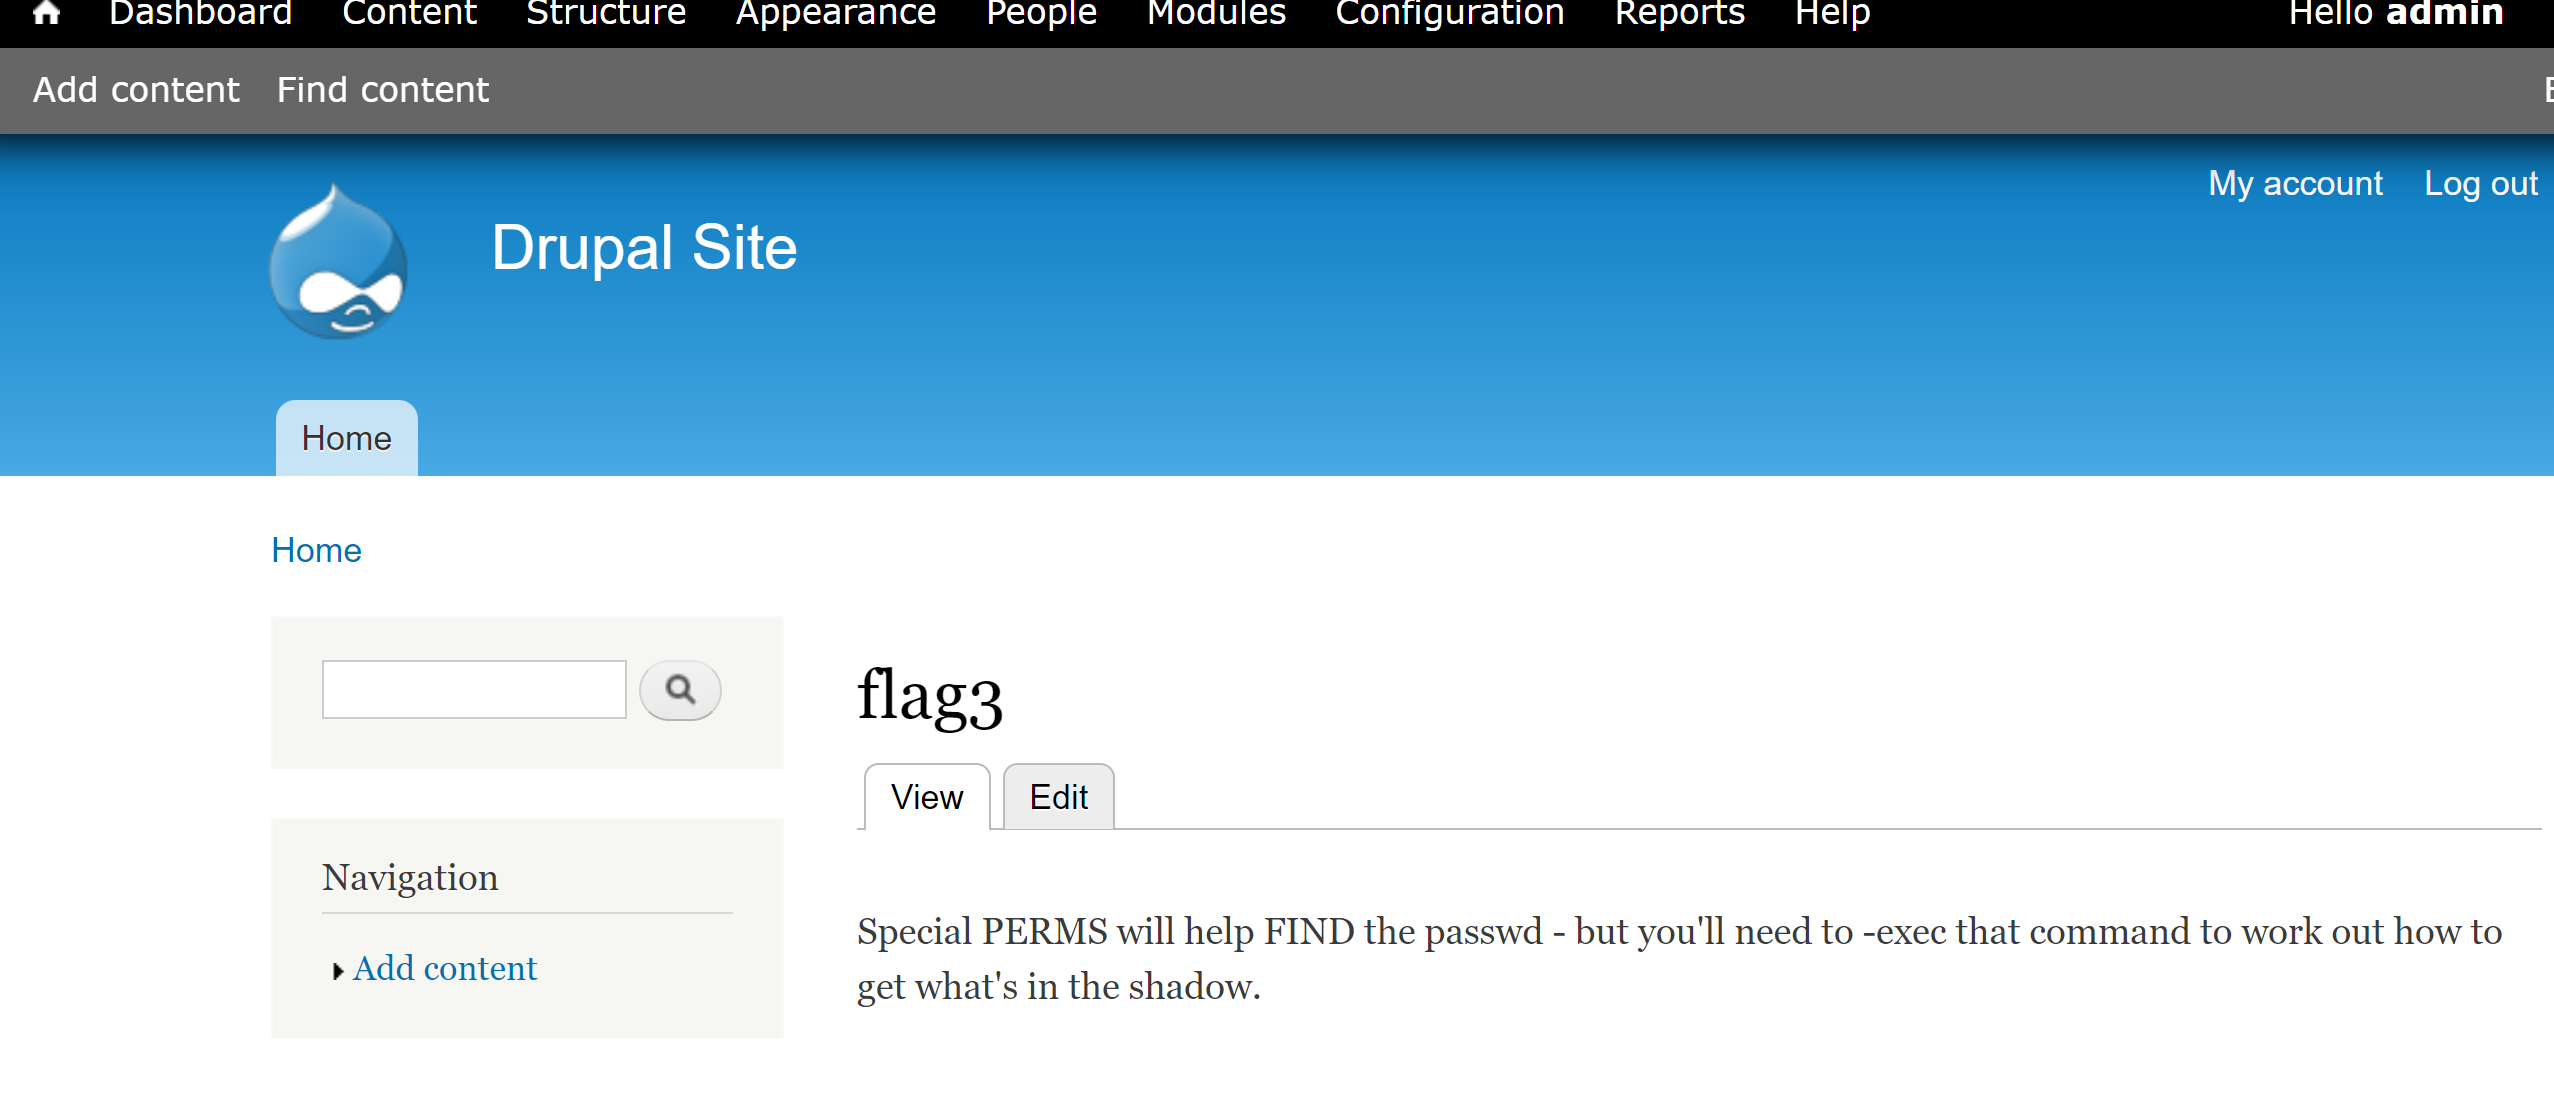 Dashboard Content Structure Appearance People Modules Configuration Reports Help Hello admin
Add content Find content
My account Log out
Drupal Site
Home
Home
flag3
View Edit
Navigation
Add content
Special PERMS will help FIND the passwd - but you'll need to -exec that command to work out how to
get what's in the shadow.